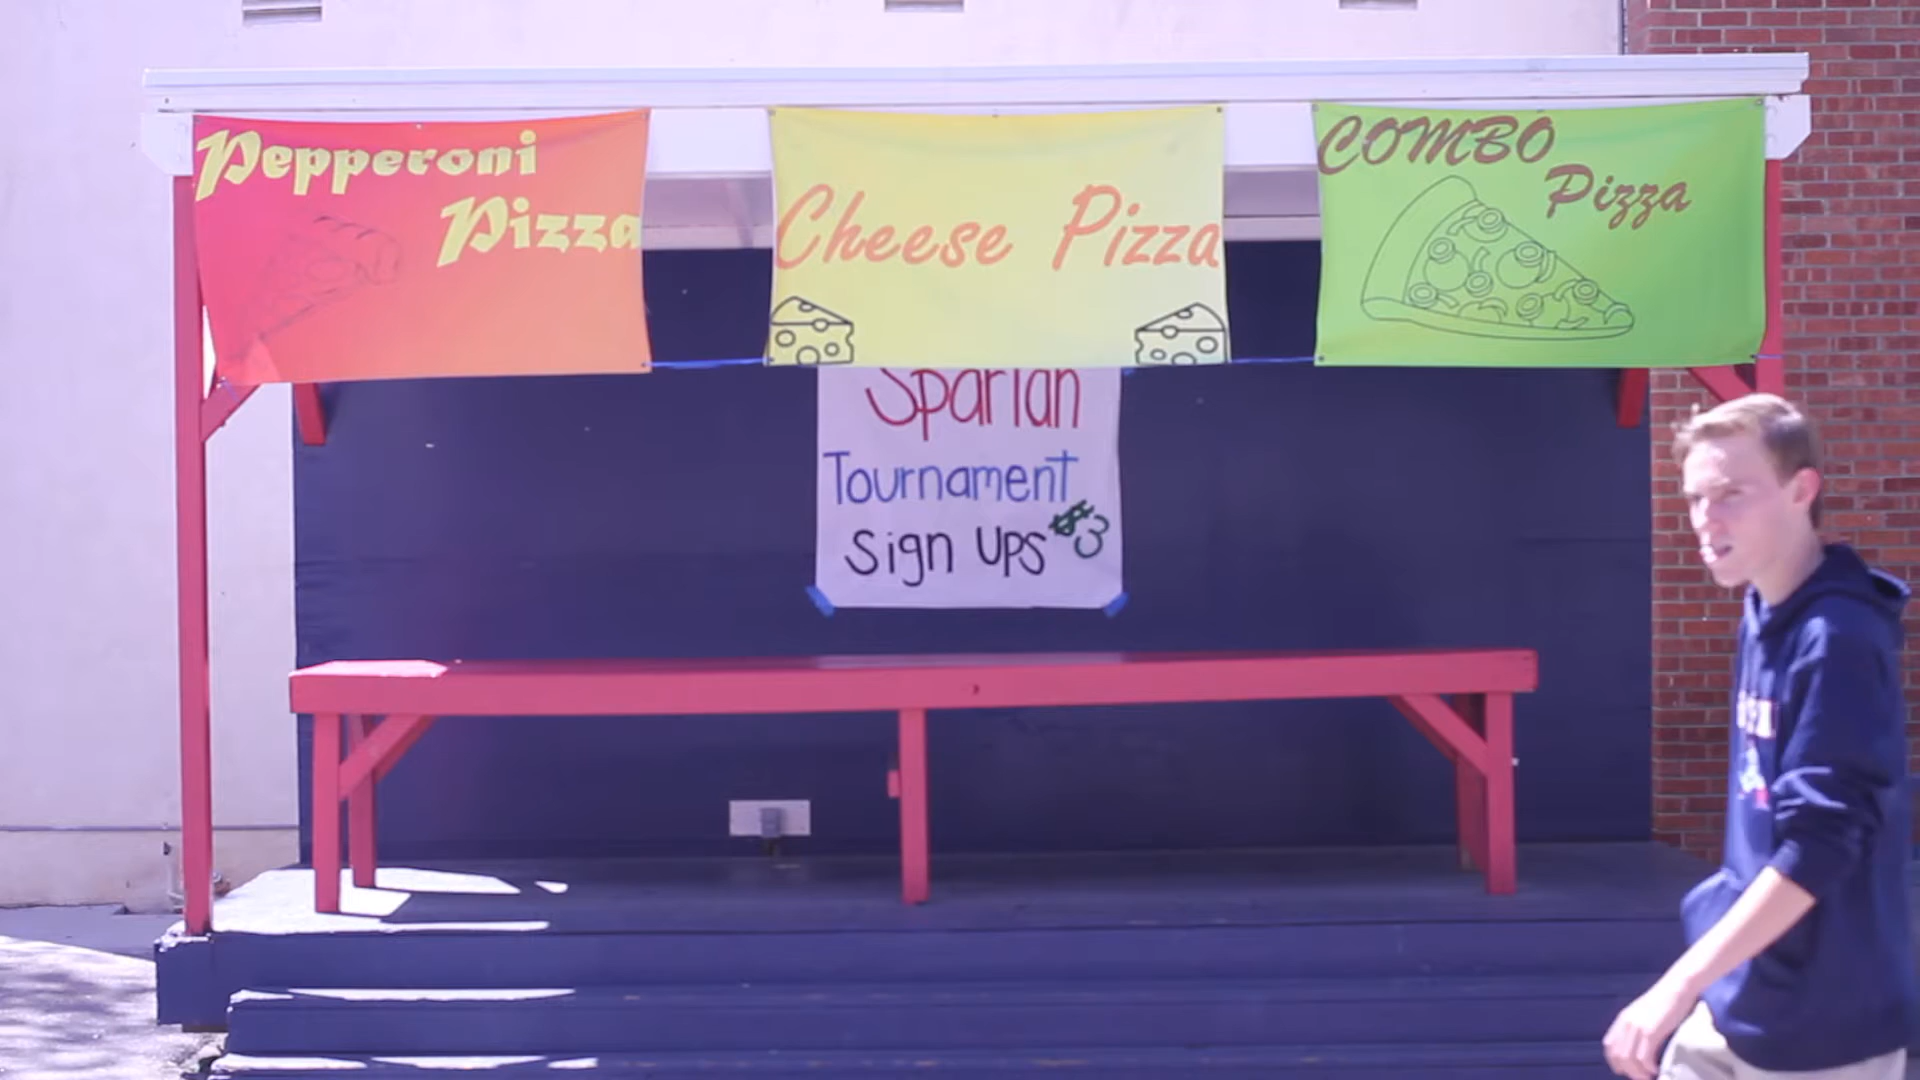 Pepperoni
Pizza
Cheese Pizza
COMBO
Pizza
Spartan
Tournament
Sign UPS $3